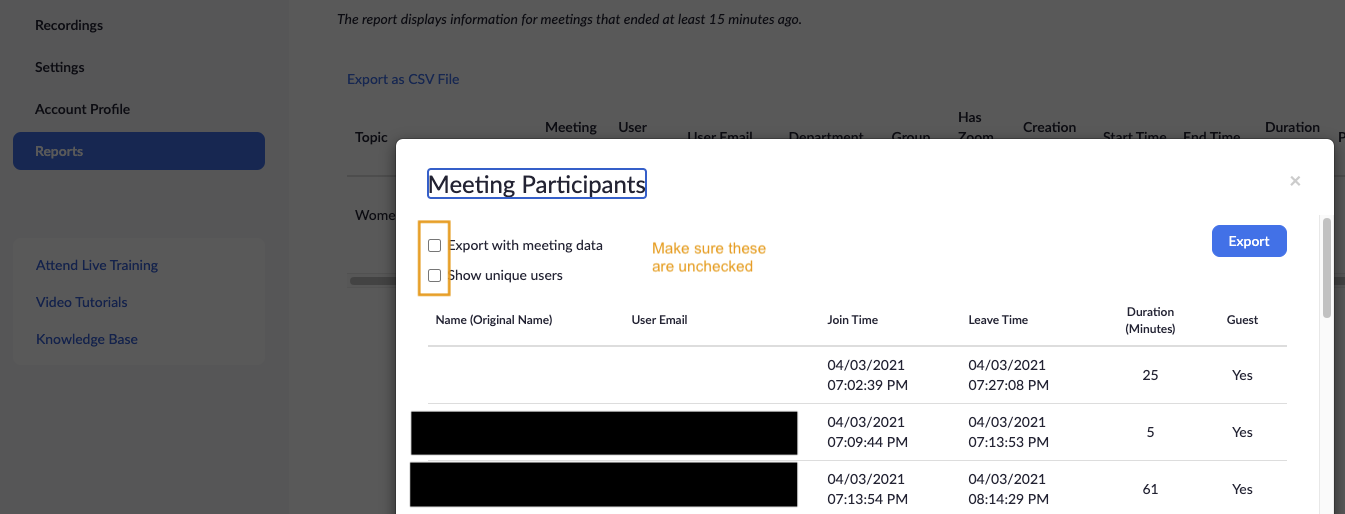 Recordings
Settings
Account Profile
Reports
Attend Live Training
Video Tutorials
Knowledge Base
The report displays information for meetings that ended at least 15 minutes ago.
Export as CSV File
Topic
Meeting
User
User Email
Department
Group
Has
Zoom
Creation
Start Time
End Time
Duration
Wome
Meeting Participants
×
Export with meeting data
Show unique users
Make sure these
are unchecked
Export
Name (Original Name) User Email Join Time Leave Time Duration (Minutes) Guest
04/03/2021 04/03/2021
07:02:39 PM 07:27:08 PM 25 Yes
04/03/2021 04/03/2021
07:09:44 PM 07:13:53 PM 5 Yes
04/03/2021 04/03/2021
07:13:54 PM 08:14:29 PM 61 Yes